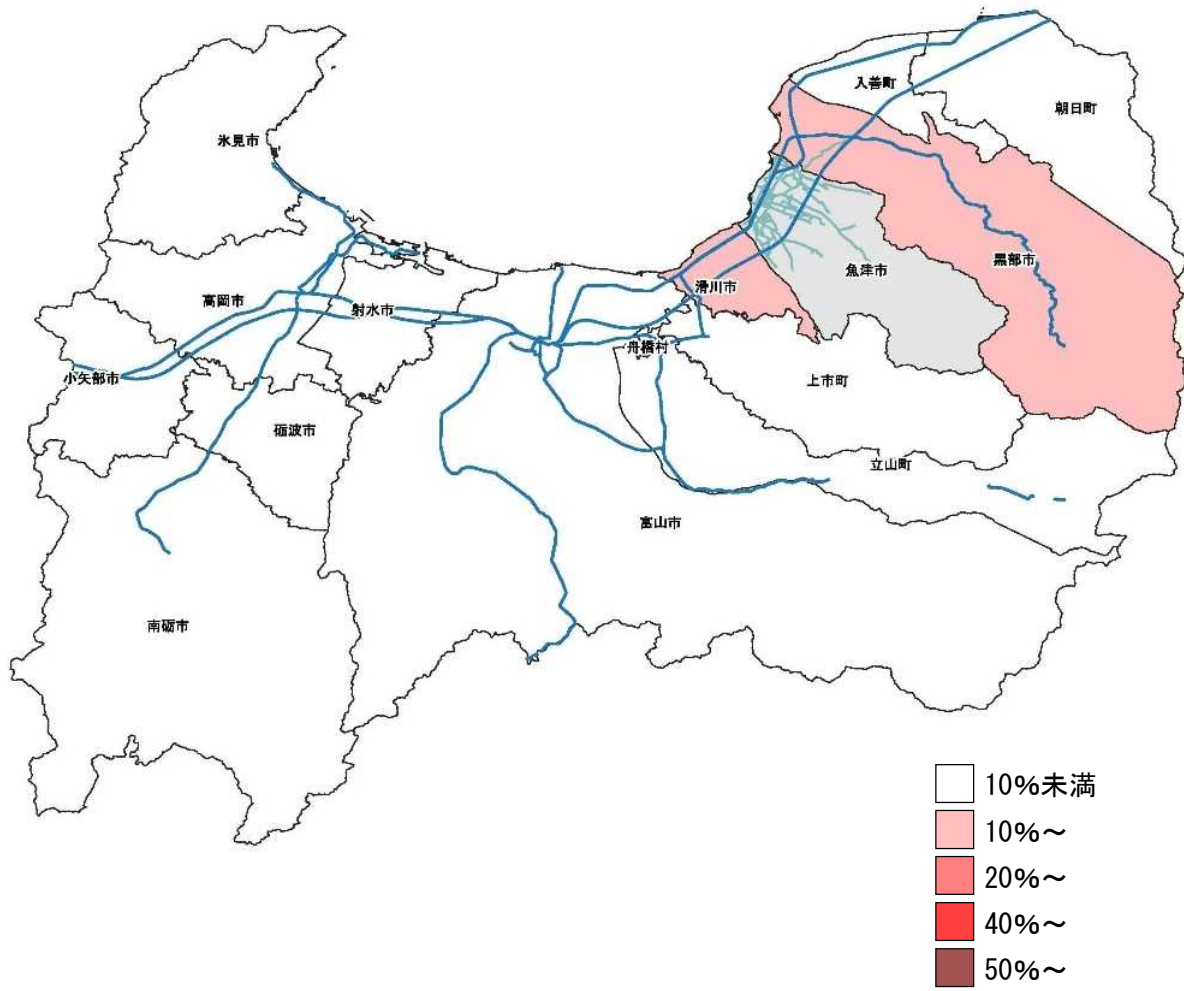 入善町
朝日町
氷見市
黒部市
魚津市
滑川市
高岡市
射水市
舟橋村
小矢部市
上市町
砺波市
立山町
富山市
南砺市
10%未満
10%～
20%～
40%～
50%～